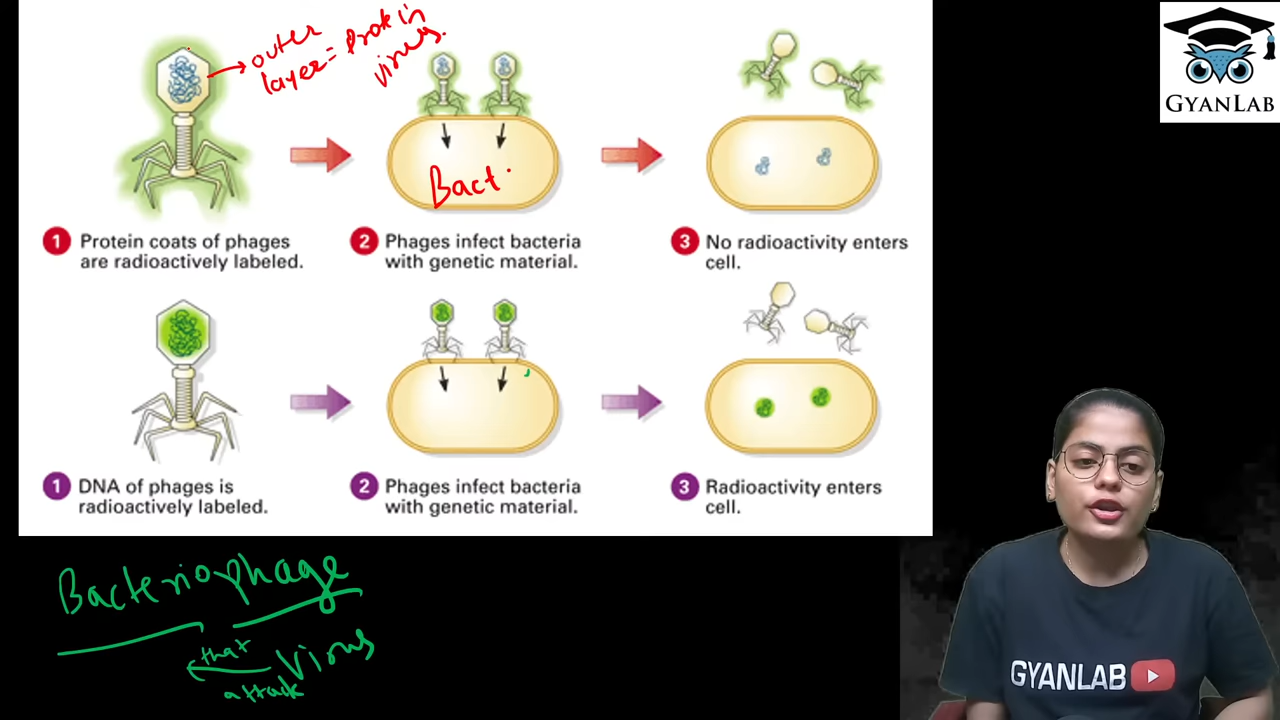 outer
layer = protein
virus.
GYANLAB
Bact.
1 Protein coats of phages
are radioactively labeled.
2 Phages infect bacteria
with genetic material.
3 No radioactivity enters
cell.
1 DNA of phages is
radioactively labeled.
2 Phages infect bacteria
with genetic material.
3 Radioactivity enters
cell.
Bacteriophage
that
attack
Virus
GYANLAB